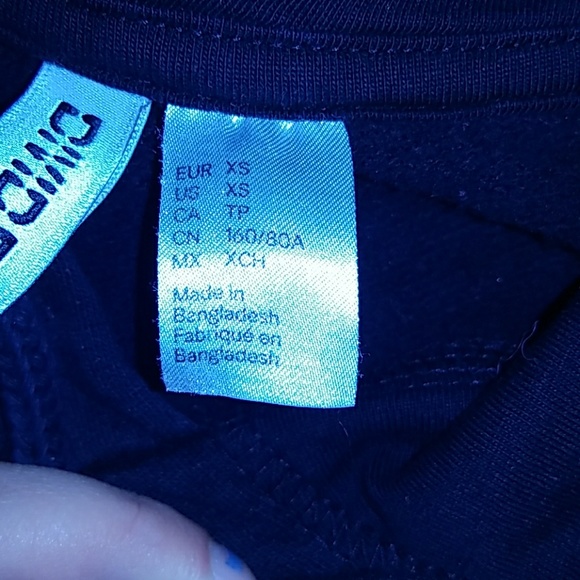 EUR XS
US XS
CA TP
CN 160/80A
MX XCH
Made in
Bangladesh
Fabriqué en
Bangladesh